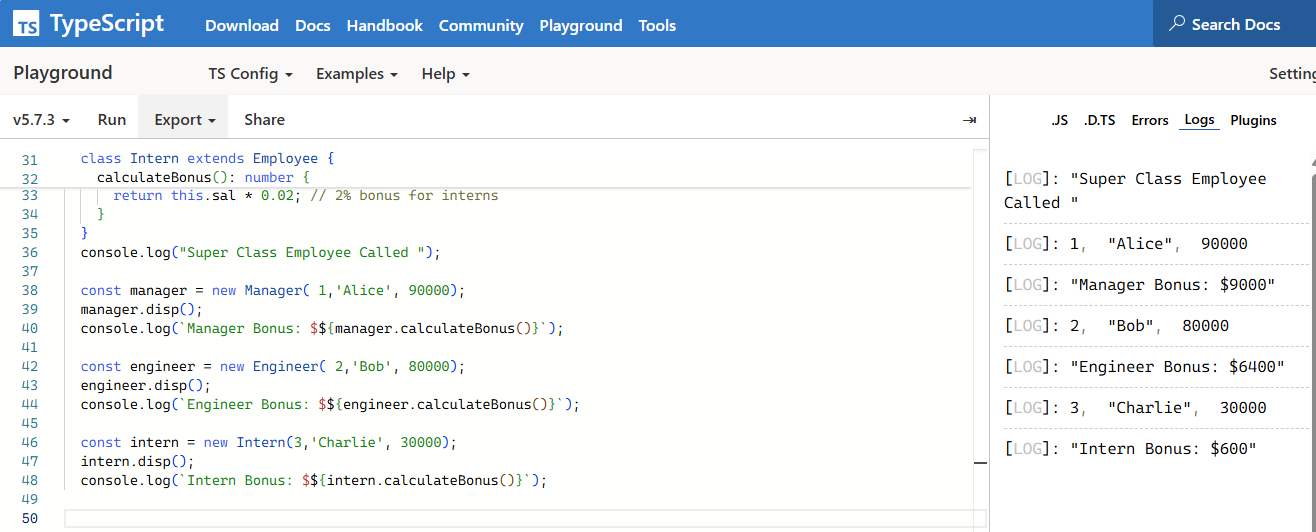 TS TypeScript Download Docs Handbook Community Playground Tools Search Docs
Playground TS Config Examples Help Settin
v5.7.3 Run Export Share .JS .D.TS Errors Logs Plugins
31 class Intern extends Employee {
32 calculateBonus(): number {
33 return this.sal * 0.02; // 2% bonus for interns
34 }
35 }
36 console.log("Super Class Employee Called ");
37
38 const manager = new Manager( 1,'Alice', 90000);
39 manager.disp();
40 console.log(`Manager Bonus: $${manager.calculateBonus()}`);
41
42 const engineer = new Engineer( 2,'Bob', 80000);
43 engineer.disp();
44 console.log(`Engineer Bonus: $${engineer.calculateBonus()}`);
45
46 const intern = new Intern(3,'Charlie', 30000);
47 intern.disp();
48 console.log(`Intern Bonus: $${intern.calculateBonus()}`);
49
50
[LOG]: "Super Class Employee
Called "
[LOG]: 1, "Alice", 90000
[LOG]: "Manager Bonus: $9000"
[LOG]: 2, "Bob", 80000
[LOG]: "Engineer Bonus: $6400"
[LOG]: 3, "Charlie", 30000
[LOG]: "Intern Bonus: $600"